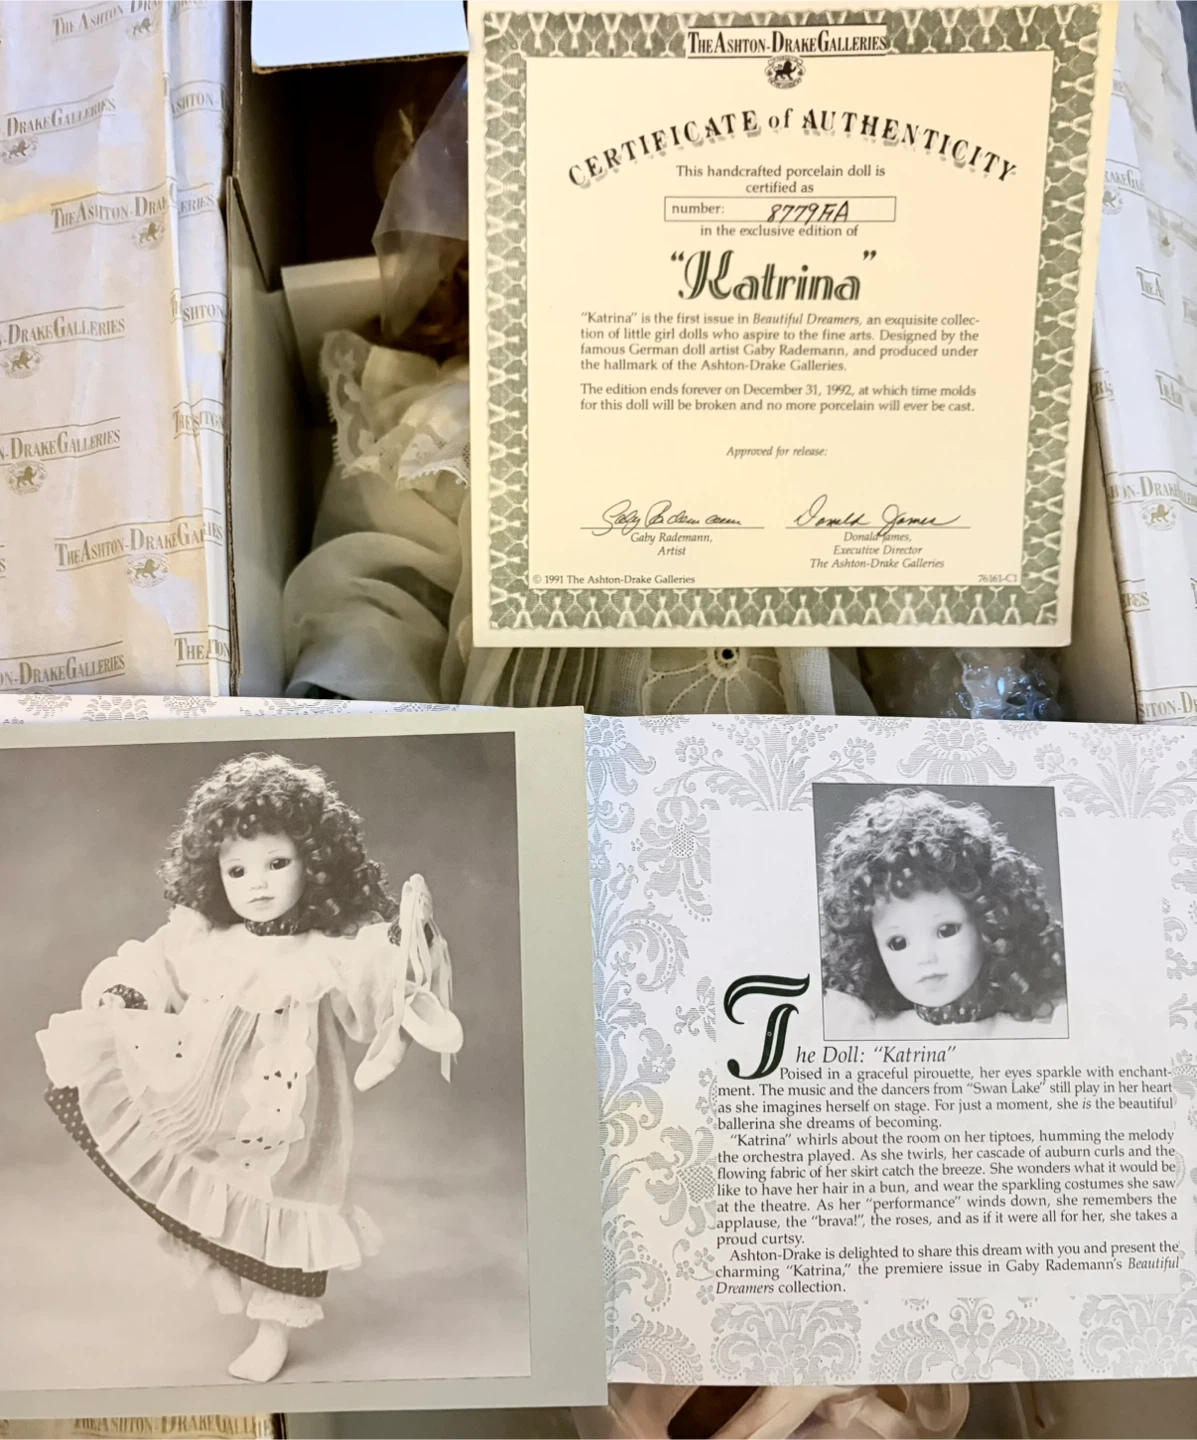 THE ASHTON-DRAKE GALLERIES
CERTIFICATE of AUTHENTICITY
This handcrafted porcelain doll is
certified as
number: 8779FA
in the exclusive edition of
"Katrina"
"Katrina" is the first issue in Beautiful Dreamers, an exquisite collec-
tion of little girl dolls who aspire to the fine arts. Designed by the
famous German doll artist Gaby Rademann, and produced under
the hallmark of the Ashton-Drake Galleries.
The edition ends forever on December 31, 1992, at which time molds
for this doll will be broken and no more porcelain will ever be cast.
Approved for release:
Gaby Rademann,
Artist
Donald James,
Executive Director
The Ashton-Drake Galleries
© 1991 The Ashton-Drake Galleries
76161-C1
The Doll: "Katrina"
Poised in a graceful pirouette, her eyes sparkle with enchant-
ment. The music and the dancers from "Swan Lake" still play in her heart
as she imagines herself on stage. For just a moment, she is the beautiful
ballerina she dreams of becoming.
"Katrina" whirls about the room on her tiptoes, humming the melody
the orchestra played. As she twirls, her cascade of auburn curls and the
flowing fabric of her skirt catch the breeze. She wonders what it would be
like to have her hair in a bun, and wear the sparkling costumes she saw
at the theatre. As her "performance" winds down, she remembers the
applause, the "brava!", the roses, and as if it were all for her, she takes a
proud curtsy.
Ashton-Drake is delighted to share this dream with you and present the
charming "Katrina," the premiere issue in Gaby Rademann's Beautiful
Dreamers collection.
DRAKE GALLERIES
THE ASHTON-DRAKE GALLERIES
DRAKE GALLERIES
-DRAKE GALLERIES
THE ASHTON-DRAKE GALLERIES
N-DRAKE GALLERIES
THE ASHTON-DRAKE GALLERIES